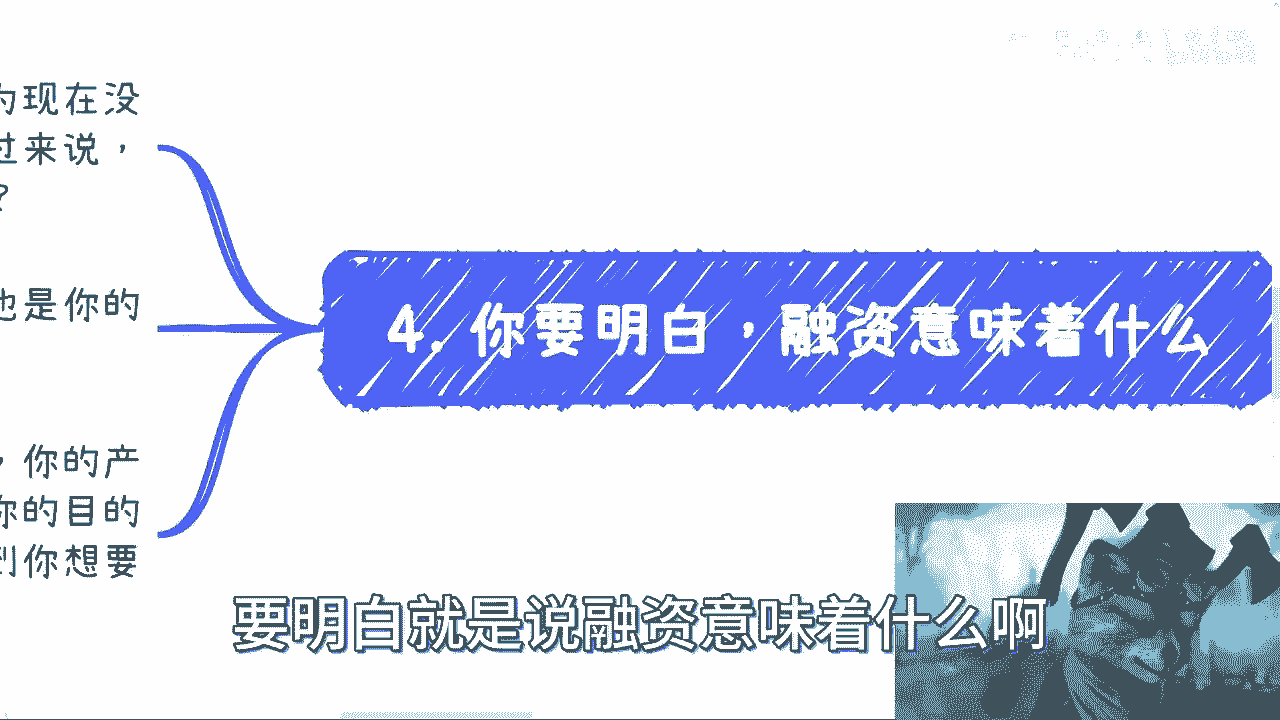 为现在没
过来说，
？
他是你的
，你的产
你的目的
到你想要
4. 你要明白，融资意味着什么
要明白就是说融资意味着什么啊